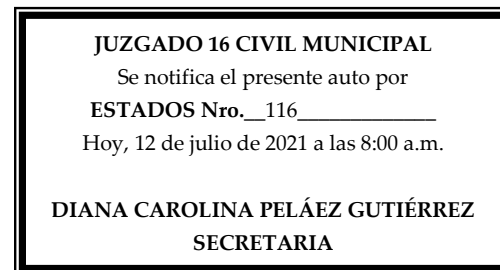 JUZGADO 16 CIVIL MUNICIPAL
Se notifica el presente auto por
ESTADOS Nro.__116______________
Hoy, 12 de julio de 2021 a las 8:00 a.m.
DIANA CAROLINA PELÁEZ GUTIÉRREZ
SECRETARIA